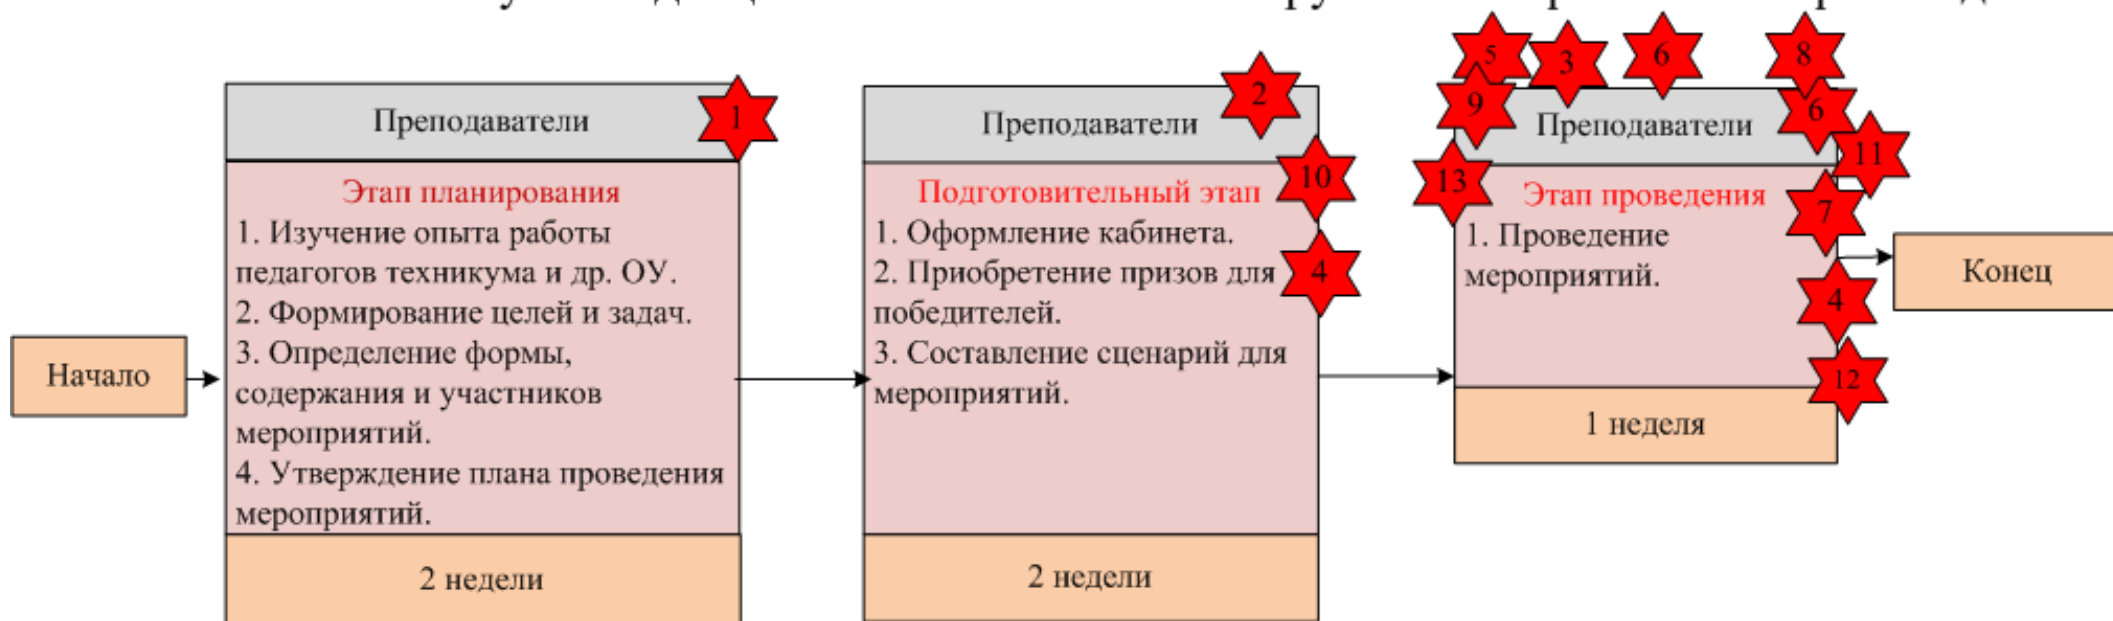 Начало
Преподаватели
1
Этап планирования
1. Изучение опыта работы
педагогов техникума и др. ОУ.
2. Формирование целей и задач.
3. Определение формы,
содержания и участников
мероприятий.
4. Утверждение плана проведения
мероприятий.
2 недели
Преподаватели
2
10
4
Подготовительный этап
1. Оформление кабинета.
2. Приобретение призов для
победителей.
3. Составление сценарий для
мероприятий.
2 недели
5
3
6
8
9
6
Преподаватели
11
13
7
4
12
Этап проведения
1. Проведение
мероприятий.
1 неделя
Конец